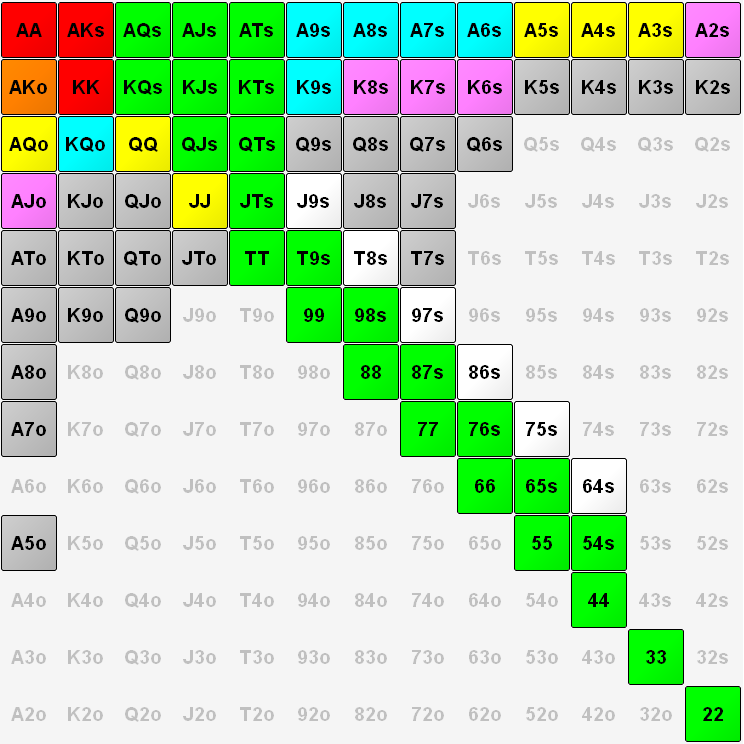 AA AKs AQs AJs ATs A9s A8s A7s A6s A5s A4s A3s A2s
AKo KK KQs KJs KTs K9s K8s K7s K6s K5s K4s K3s K2s
AQo KQo QQ QJs QTs Q9s Q8s Q7s Q6s Q5s Q4s Q3s Q2s
AJo KJo QJo JJ JTs J9s J8s J7s J6s J5s J4s J3s J2s
ATo KTo QTo JTo TT T9s T8s T7s T6s T5s T4s T3s T2s
A9o K9o Q9o J9o T9o 99 98s 97s 96s 95s 94s 93s 92s
A8o K8o Q8o J8o T8o 98o 88 87s 86s 85s 84s 83s 82s
A7o K7o Q7o J7o T7o 97o 87o 77 76s 75s 74s 73s 72s
A6o K6o Q6o J6o T6o 96o 86o 76o 66 65s 64s 63s 62s
A5o K5o Q5o J5o T5o 95o 85o 75o 65o 55 54s 53s 52s
A4o K4o Q4o J4o T4o 94o 84o 74o 64o 54o 44 43s 42s
A3o K3o Q3o J3o T3o 93o 83o 73o 63o 53o 43o 33 32s
A2o K2o Q2o J2o T2o 92o 82o 72o 62o 52o 42o 32o 22